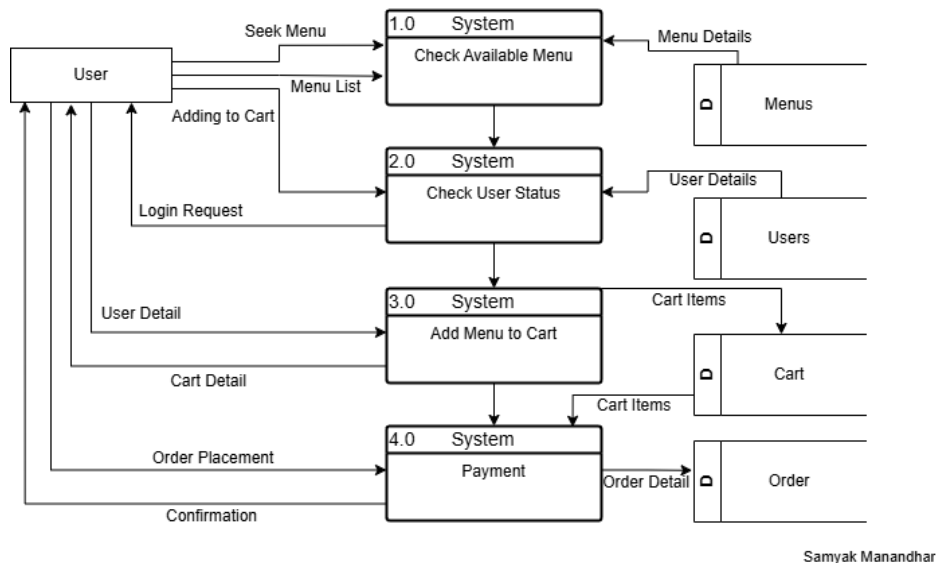 1.0 System
Seek Menu
Menu Details
Check Available Menu
User
Menu List
D
Menus
Adding to Cart
2.0 System
User Details
Check User Status
Login Request
D
Users
3.0 System
Cart Items
User Detail
Add Menu to Cart
D
Cart
Cart Detail
Cart Items
4.0 System
Order Placement
Payment
Order Detail
D
Order
Confirmation
Samyak Manandhar